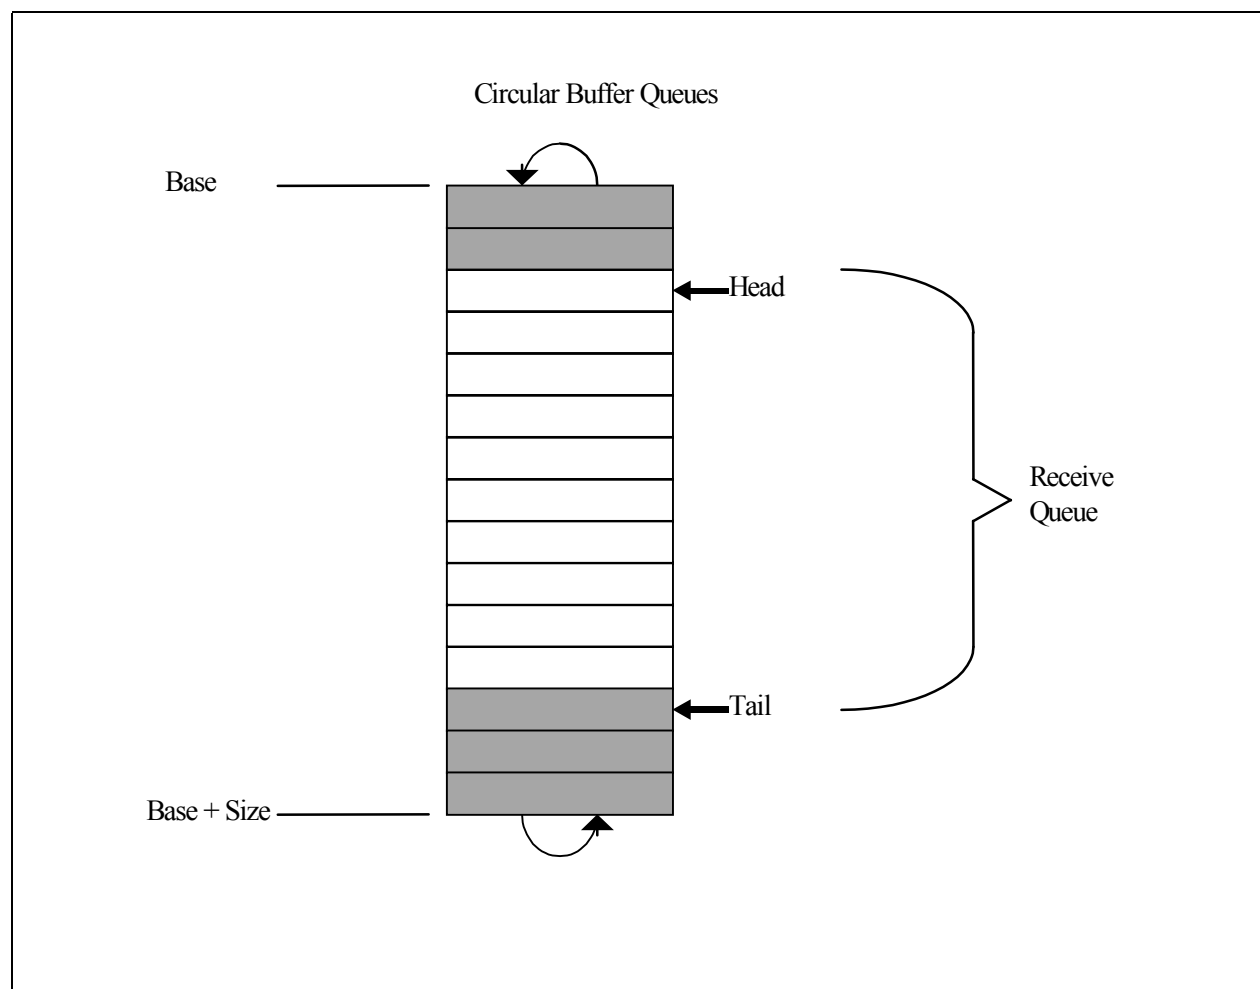 Circular Buffer Queues
Base
Head
Receive
Queue
Tail
Base + Size